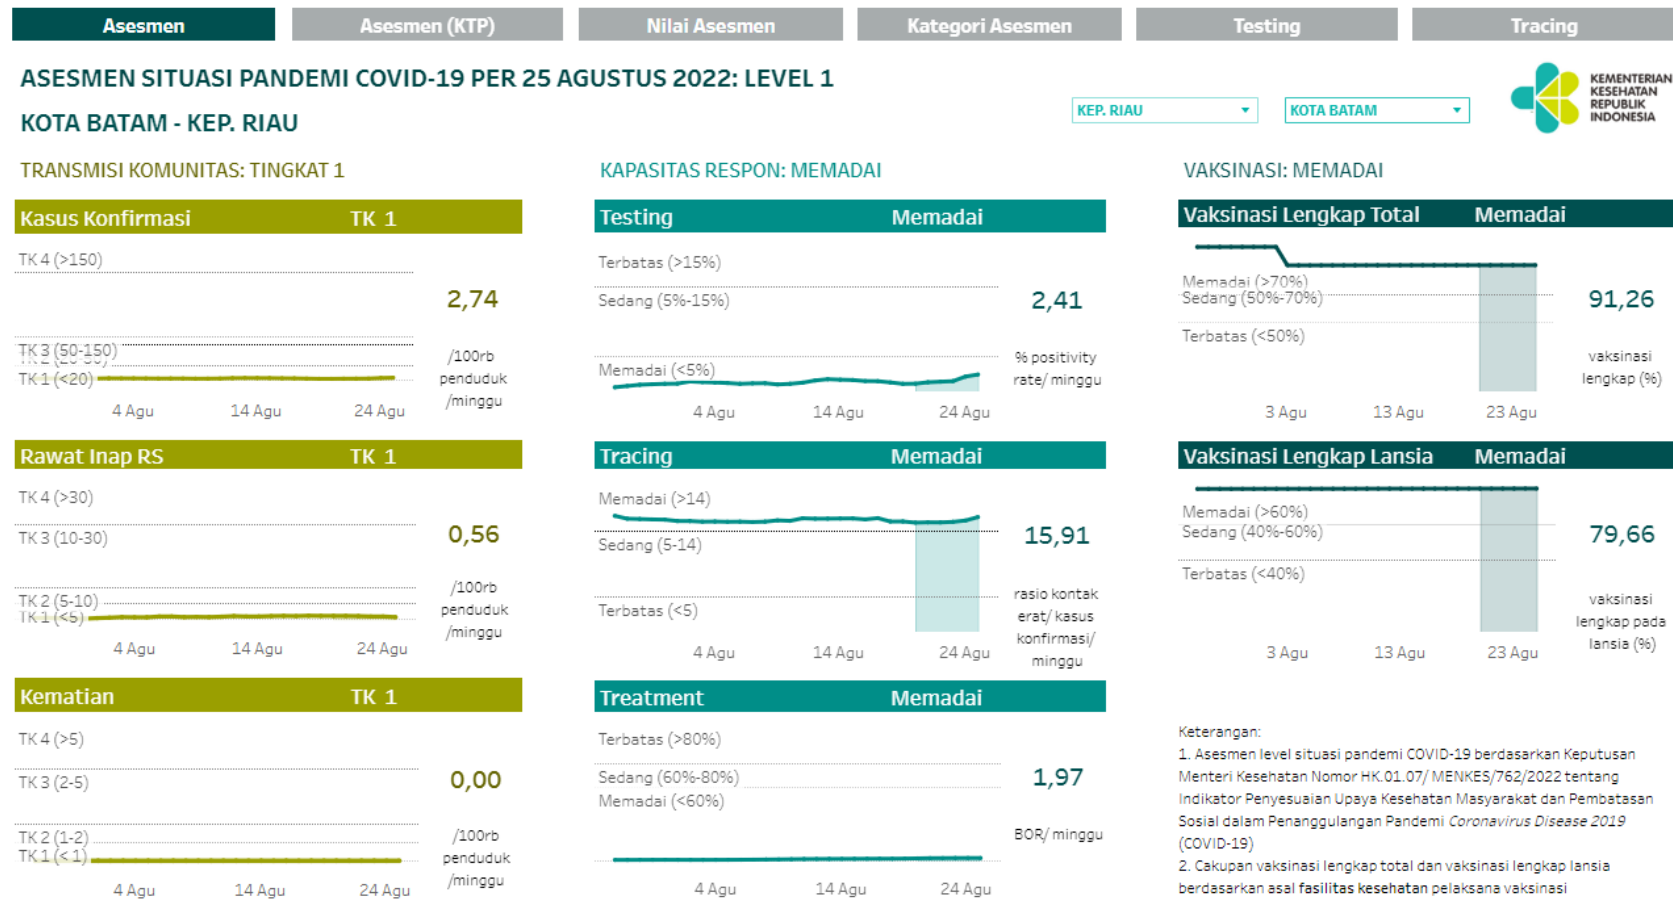 Asesmen
Asesmen (KTP)
Nilai Asesmen
Kategori Asesmen
Testing
Tracing
ASESMEN SITUASI PANDEMI COVID-19 PER 25 AGUSTUS 2022: LEVEL 1
KOTA BATAM - KEP. RIAU
KEP. RIAU
KOTA BATAM
KEMENTERIAN
KESEHATAN
REPUBLIK
INDONESIA
TRANSMISI KOMUNITAS: TINGKAT 1
Kasus Konfirmasi TK 1
TK 4 (>150)
2,74
TK 3 (50-150)
TK 1 (<20)
/100rb
penduduk
/minggu
4 Agu 14 Agu 24 Agu
Rawat Inap RS TK 1
TK 4 (>30)
TK 3 (10-30)
0,56
TK 2 (5-10)
TK 1 (<5)
/100rb
penduduk
/minggu
4 Agu 14 Agu 24 Agu
Kematian TK 1
TK 4 (>5)
TK 3 (2-5)
0,00
TK 2 (1-2)
TK 1 (<1)
/100rb
penduduk
/minggu
4 Agu 14 Agu 24 Agu
KAPASITAS RESPON: MEMADAI
Testing Memadai
Terbatas (>15%)
Sedang (5%-15%)
2,41
Memadai (<5%)
% positivity
rate/ minggu
4 Agu 14 Agu 24 Agu
Tracing Memadai
Memadai (>14)
Sedang (5-14)
15,91
Terbatas (<5)
rasio kontak
erat/ kasus
konfirmasi/
minggu
4 Agu 14 Agu 24 Agu
Treatment Memadai
Terbatas (>80%)
Sedang (60%-80%)
Memadai (<60%)
1,97
BOR/ minggu
4 Agu 14 Agu 24 Agu
VAKSINASI: MEMADAI
Vaksinasi Lengkap Total Memadai
Memadai (>70%)
Sedang (50%-70%)
Terbatas (<50%)
91,26
vaksinasi
lengkap (%)
3 Agu 13 Agu 23 Agu
Vaksinasi Lengkap Lansia Memadai
Memadai (>60%)
Sedang (40%-60%)
Terbatas (<40%)
79,66
vaksinasi
lengkap pada
lansia (%)
3 Agu 13 Agu 23 Agu
Keterangan:
1. Asesmen level situasi pandemi COVID-19 berdasarkan Keputusan
Menteri Kesehatan Nomor HK.01.07/ MENKES/762/2022 tentang
Indikator Penyesuaian Upaya Kesehatan Masyarakat dan Pembatasan
Sosial dalam Penanggulangan Pandemi Coronavirus Disease 2019
(COVID-19)
2. Cakupan vaksinasi lengkap total dan vaksinasi lengkap lansia
berdasarkan asal fasilitas kesehatan pelaksana vaksinasi